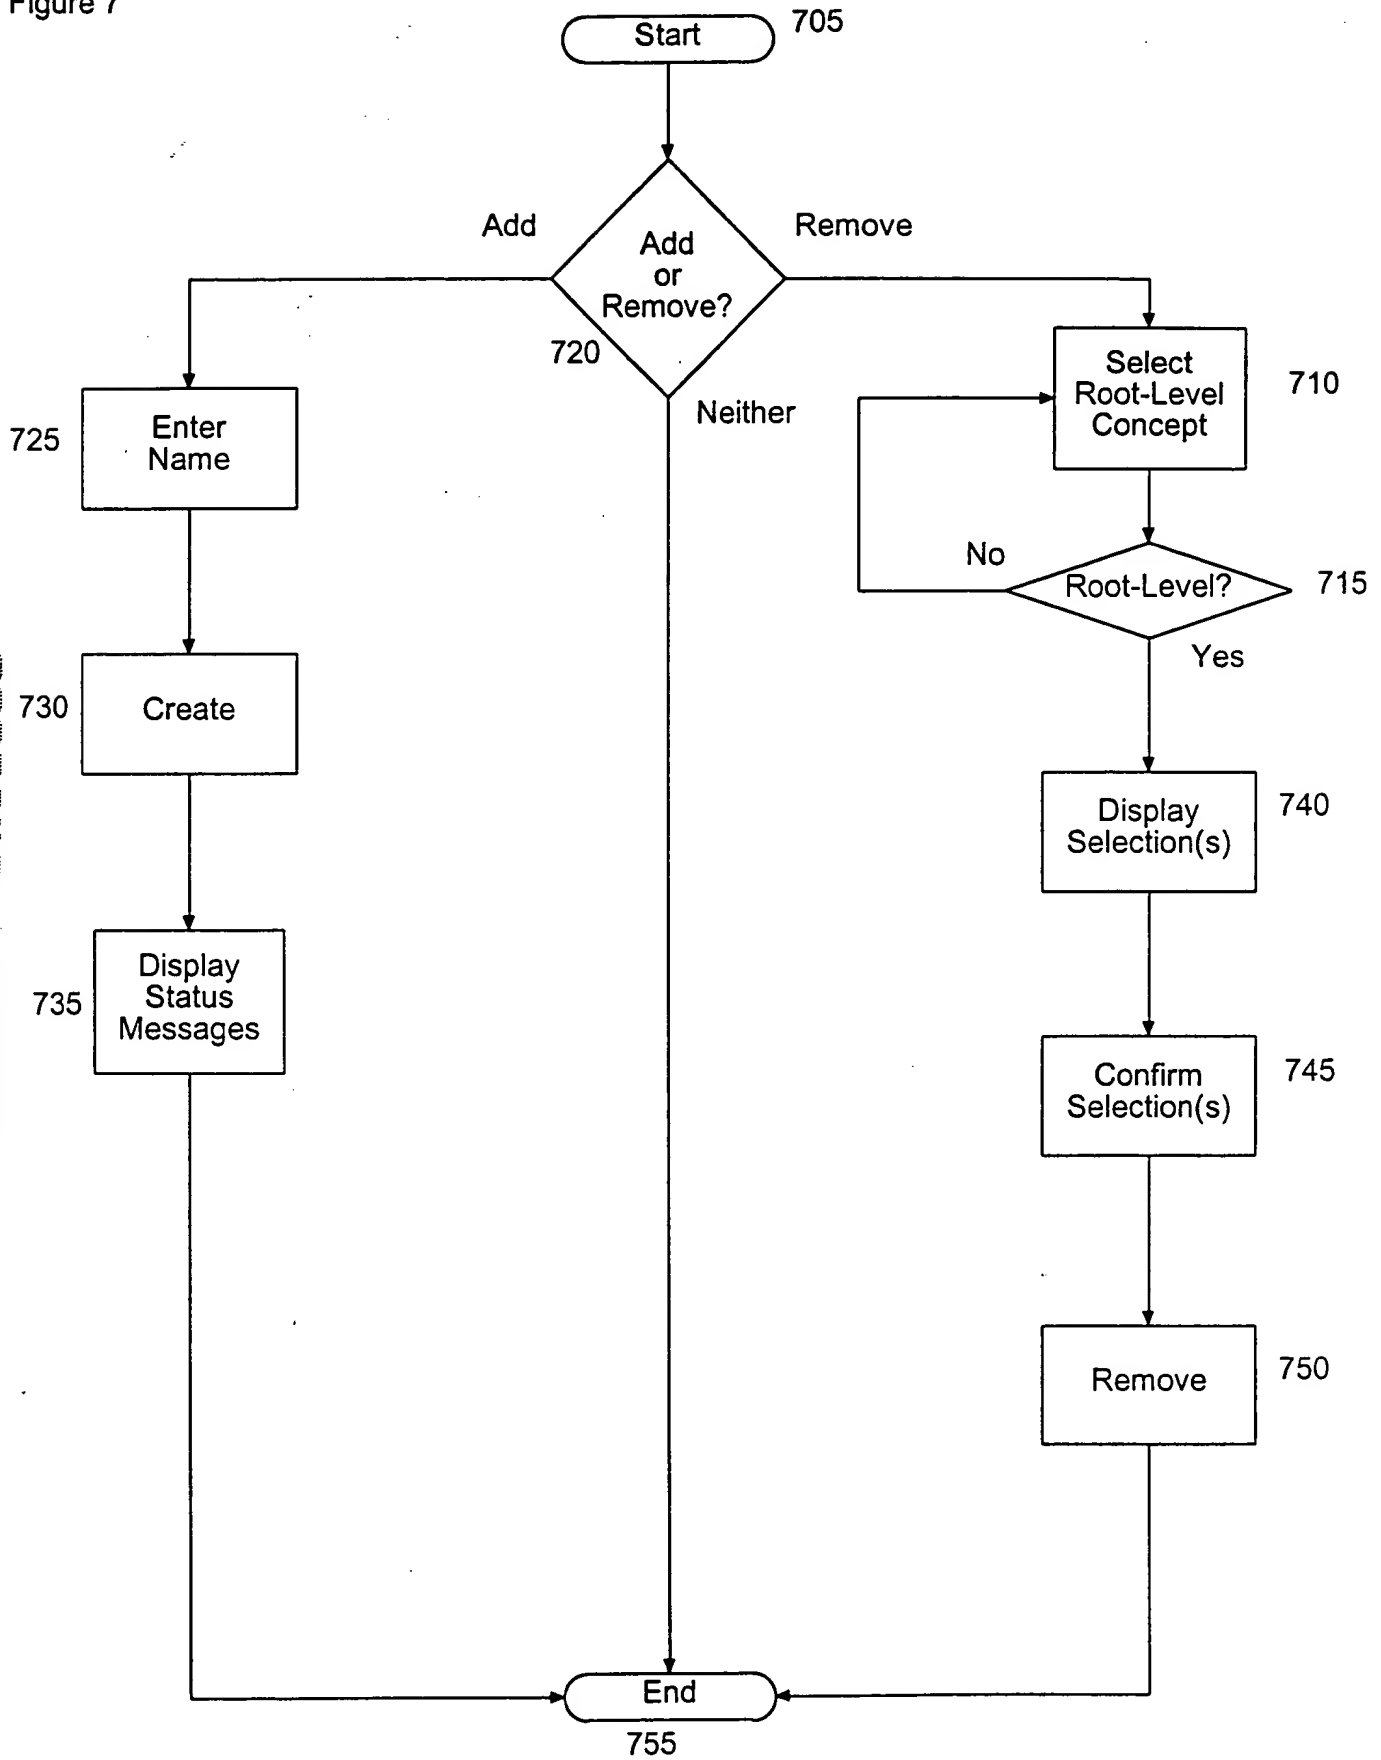 Figure 7
Start
705
Add
Remove
Add
or
Remove?
720
Neither
Select
Root-Level
Concept
710
725
Enter
Name
No
Root-Level?
715
Yes
730
Create
Display
Selection(s)
740
735
Display
Status
Messages
Confirm
Selection(s)
745
Remove
750
End
755